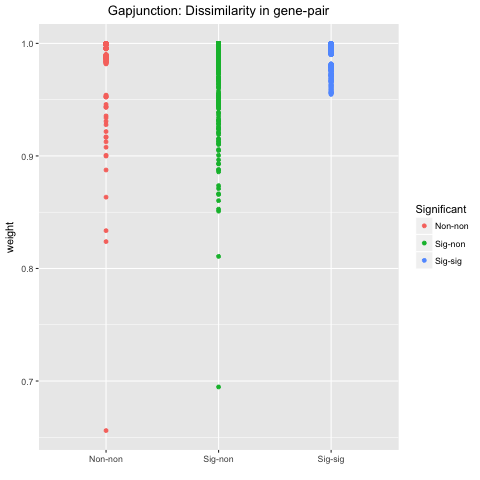 Gapjunction: Dissimilarity in gene-pair
1.0
0.9
0.8
0.7
weight
Non-non Sig-non Sig-sig
Significant
Non-non
Sig-non
Sig-sig